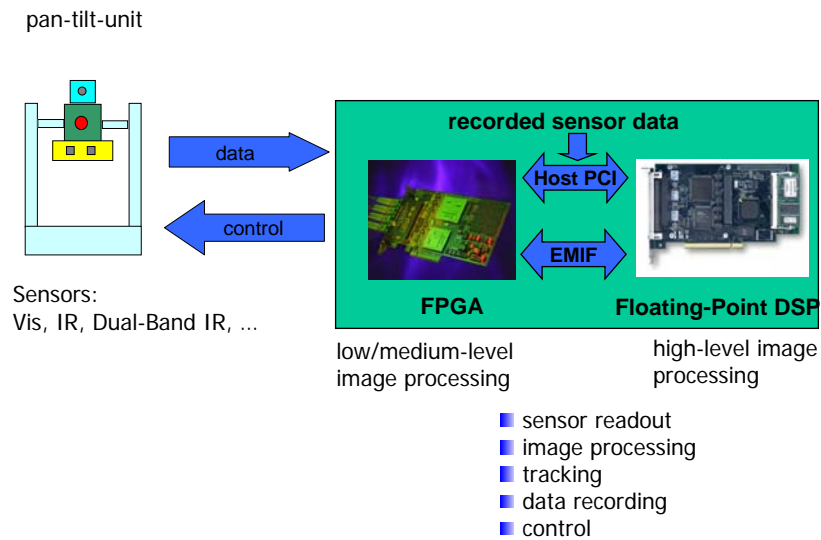 pan-tilt-unit
recorded sensor data
data
Host PCI
control
EMIF
Sensors:
Vis, IR, Dual-Band IR, ...
FPGA
Floating-Point DSP
low/medium-level
image processing
high-level image
processing
sensor readout
image processing
tracking
data recording
control